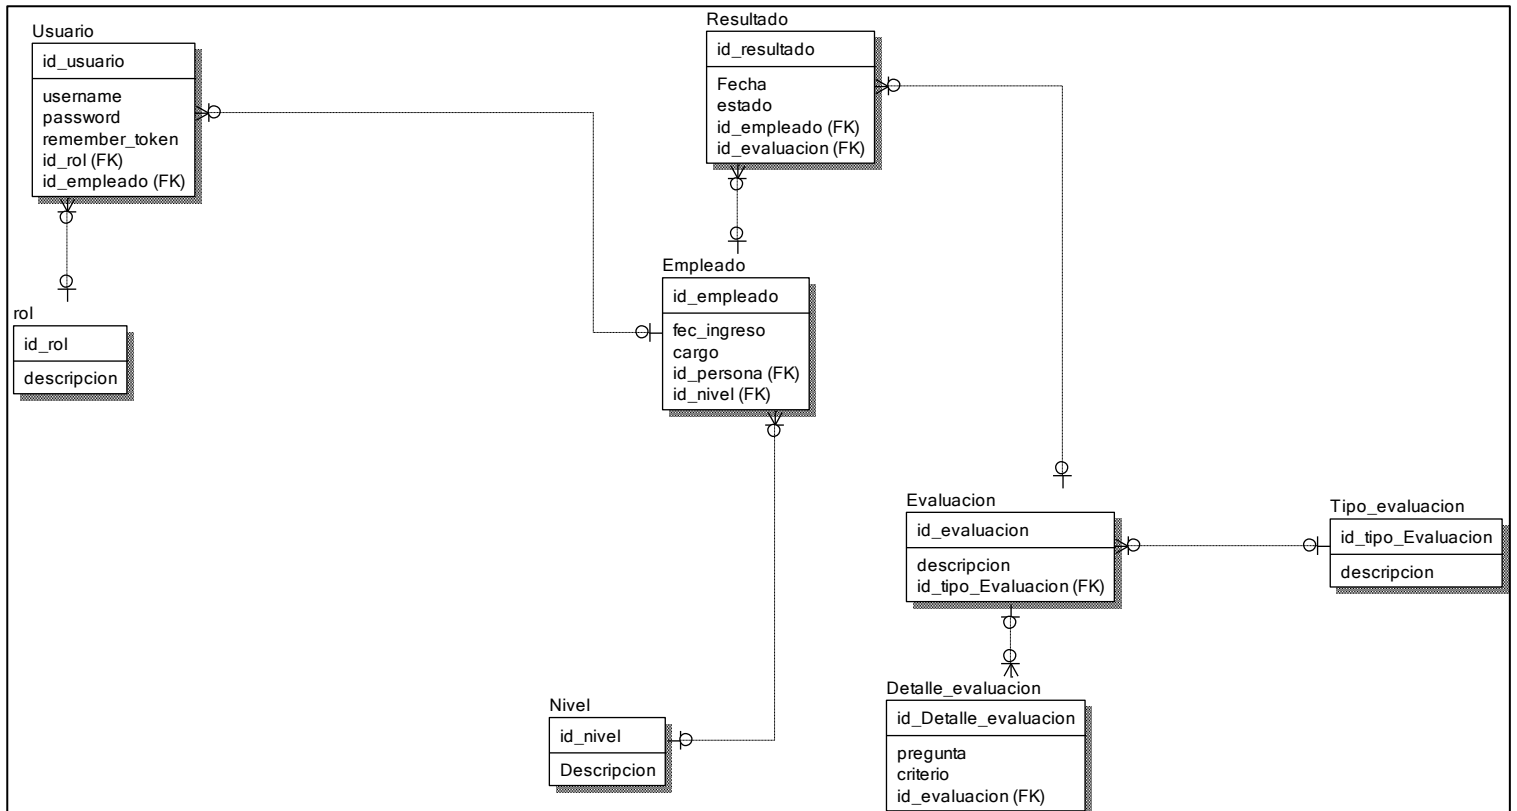 Usuario
id_usuario
username
password
remember_token
id_rol (FK)
id_empleado (FK)
rol
id_rol
descripcion
Resultado
id_resultado
Fecha
estado
id_empleado (FK)
id_evaluacion (FK)
Empleado
id_empleado
fec_ingreso
cargo
id_persona (FK)
id_nivel (FK)
Nivel
id_nivel
Descripcion
Evaluacion
id_evaluacion
descripcion
id_tipo_Evaluacion (FK)
Tipo_evaluacion
id_tipo_Evaluacion
descripcion
Detalle_evaluacion
id_Detalle_evaluacion
pregunta
criterio
id_evaluacion (FK)